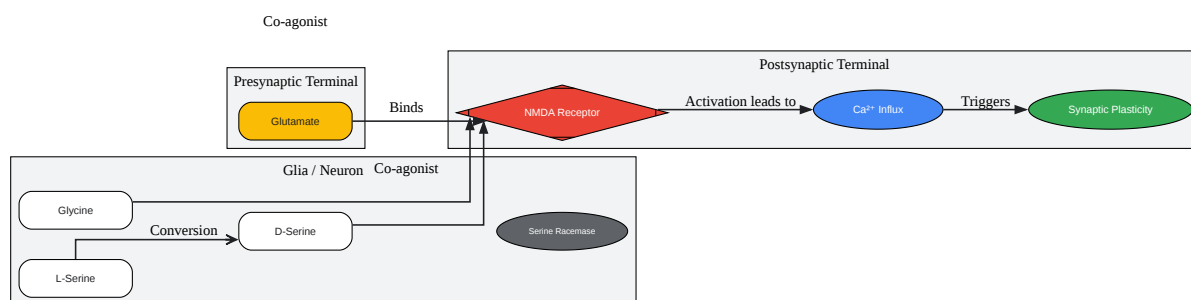 Co-agonist
Postsynaptic Terminal
Presynaptic Terminal
Glutamate
Binds
NMDA Receptor
Activation leads to
Ca²⁺ Influx
Triggers
Synaptic Plasticity
Glia / Neuron
Co-agonist
Glycine
Conversion
D-Serine
Serine Racemase
L-Serine